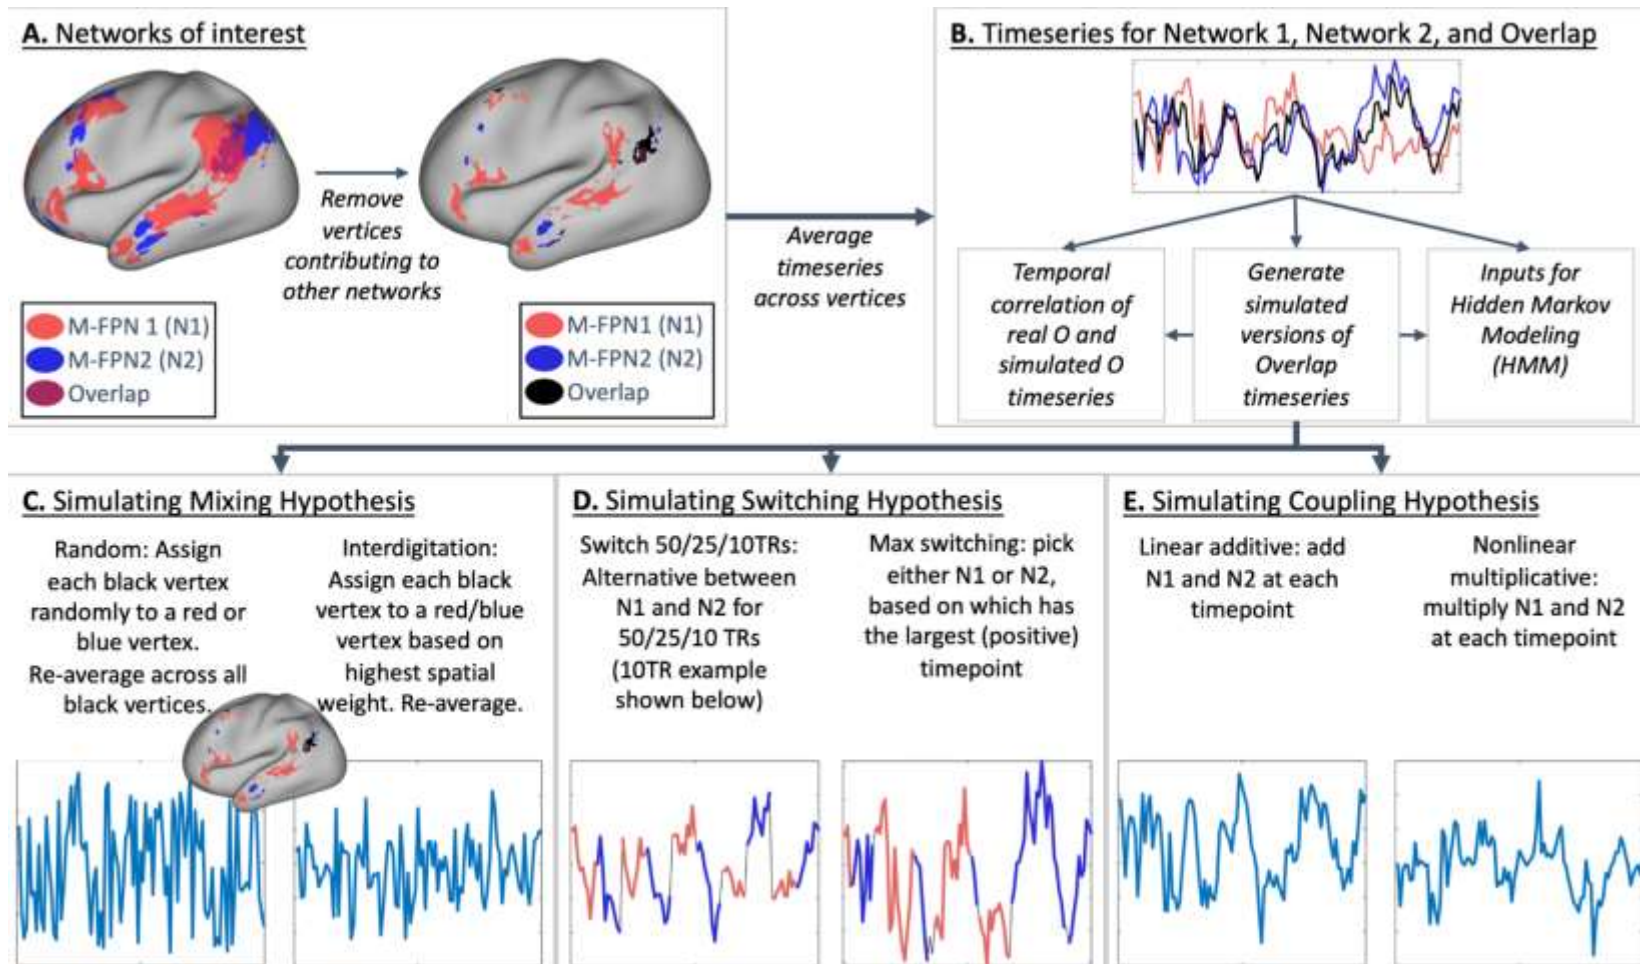 A. Networks of interest
Remove
vertices
contributing to
other networks
M-FPN 1 (N1)
M-FPN2 (N2)
Overlap
M-FPN1 (N1)
M-FPN2 (N2)
Overlap
Average
timeseries
across vertices
B. Timeseries for Network 1, Network 2, and Overlap
Temporal
correlation of
real O and
simulated O
timeseries
Generate
simulated
versions of
Overlap
timeseries
Inputs for
Hidden Markov
Modeling
(HMM)
C. Simulating Mixing Hypothesis
Random: Assign
each black vertex
randomly to a red or
blue vertex.
Re-average across all
black vertices.
Interdigitation:
Assign each black
vertex to a red/blue
vertex based on
highest spatial
weight. Re-average.
D. Simulating Switching Hypothesis
Switch 50/25/10TRs:
Alternative between
N1 and N2 for
50/25/10 TRs
(10TR example
shown below)
Max switching: pick
either N1 or N2,
based on which has
the largest (positive)
timepoint
E. Simulating Coupling Hypothesis
Linear additive: add
N1 and N2 at each
timepoint
Nonlinear
multiplicative:
multiply N1 and N2
at each timepoint